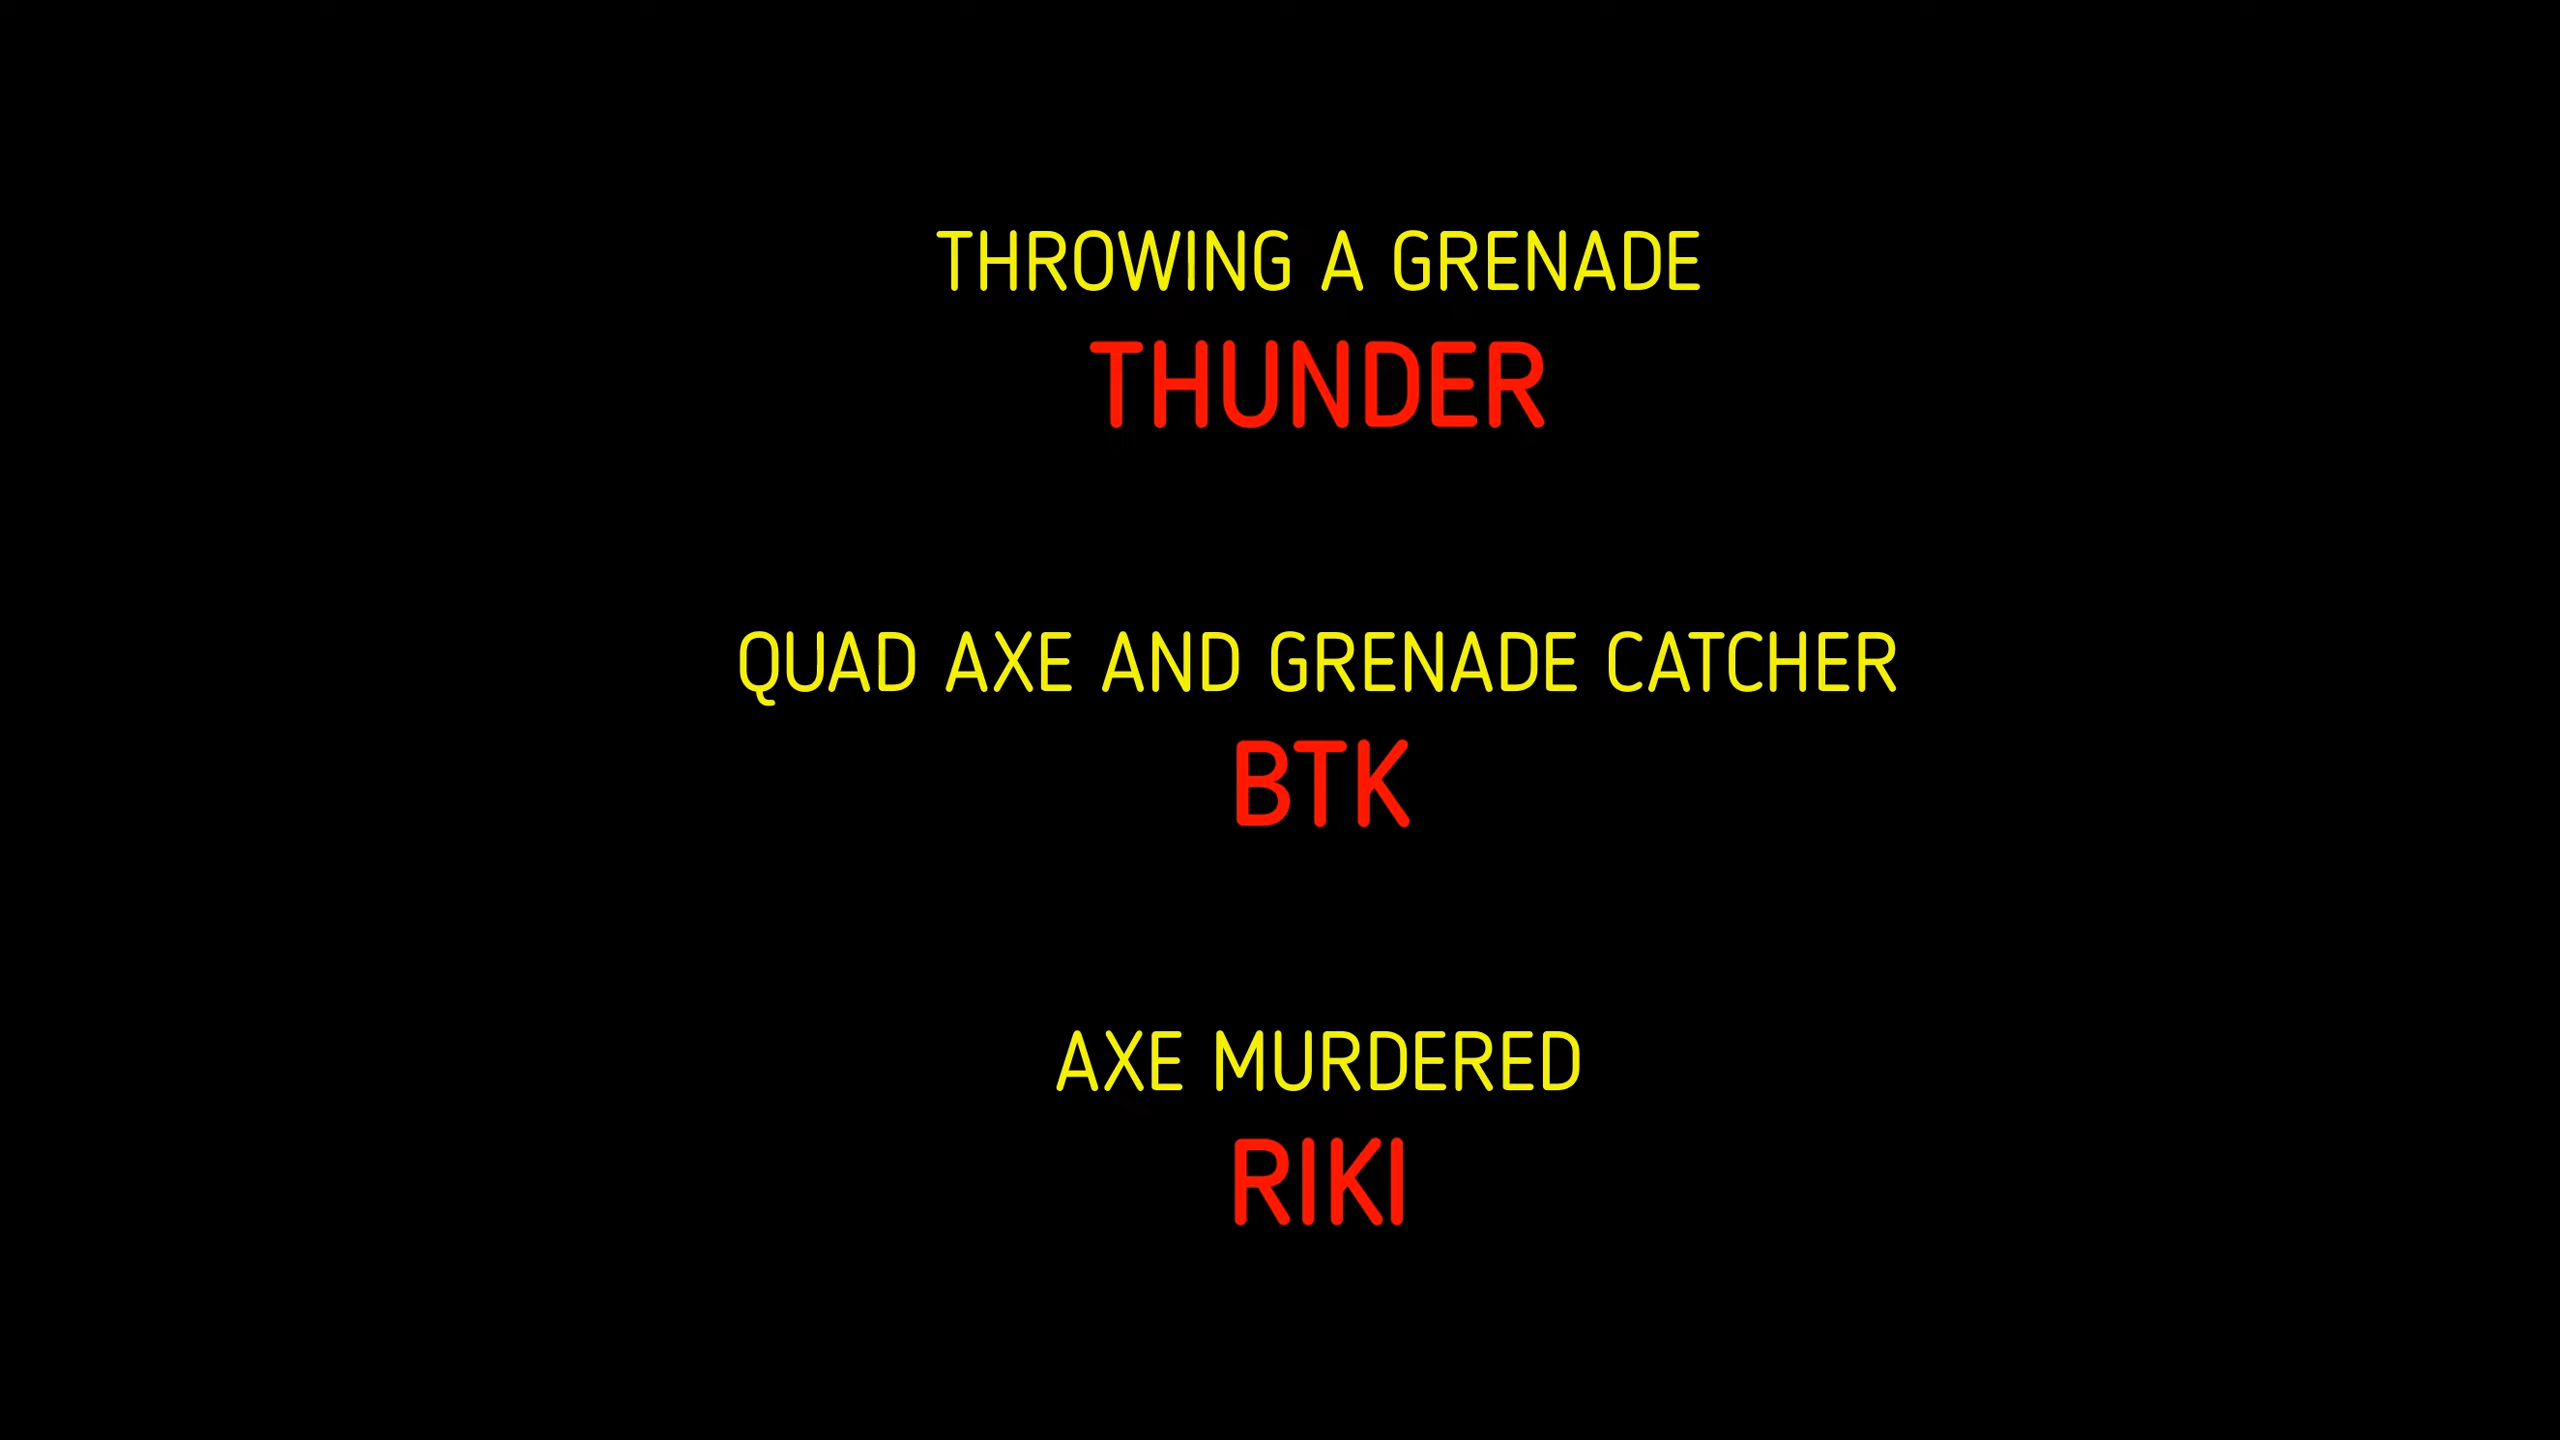 THROWING A GRENADE
THUNDER
QUAD AXE AND GRENADE CATCHER
BTK
AXE MURDERED
RIKI